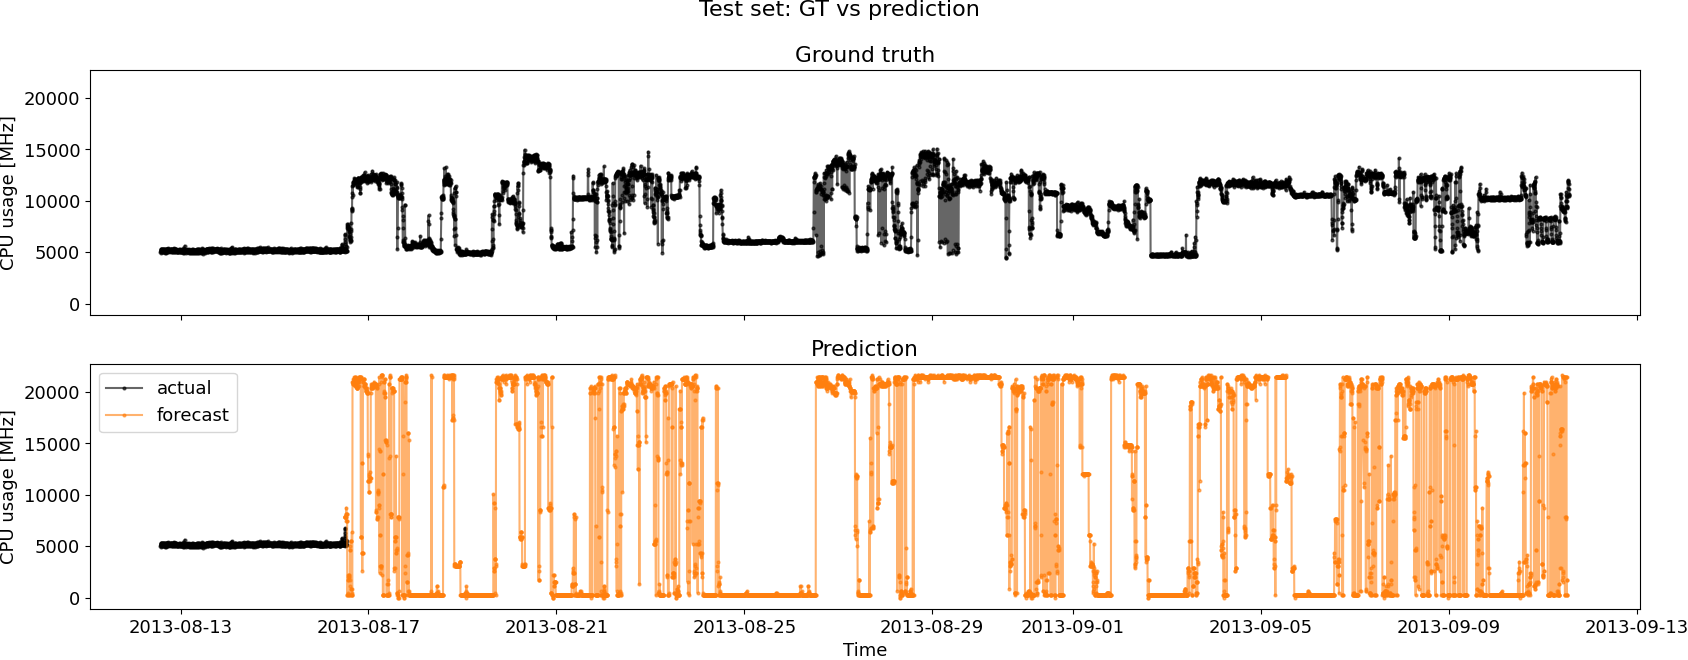 Test set: GT vs prediction
Ground truth
CPU usage [MHz]
20000
15000
10000
5000
0
Prediction
CPU usage [MHz]
20000
15000
10000
5000
0
actual
forecast
2013-08-13 2013-08-17 2013-08-21 2013-08-25 2013-08-29 2013-09-01 2013-09-05 2013-09-09 2013-09-13
Time